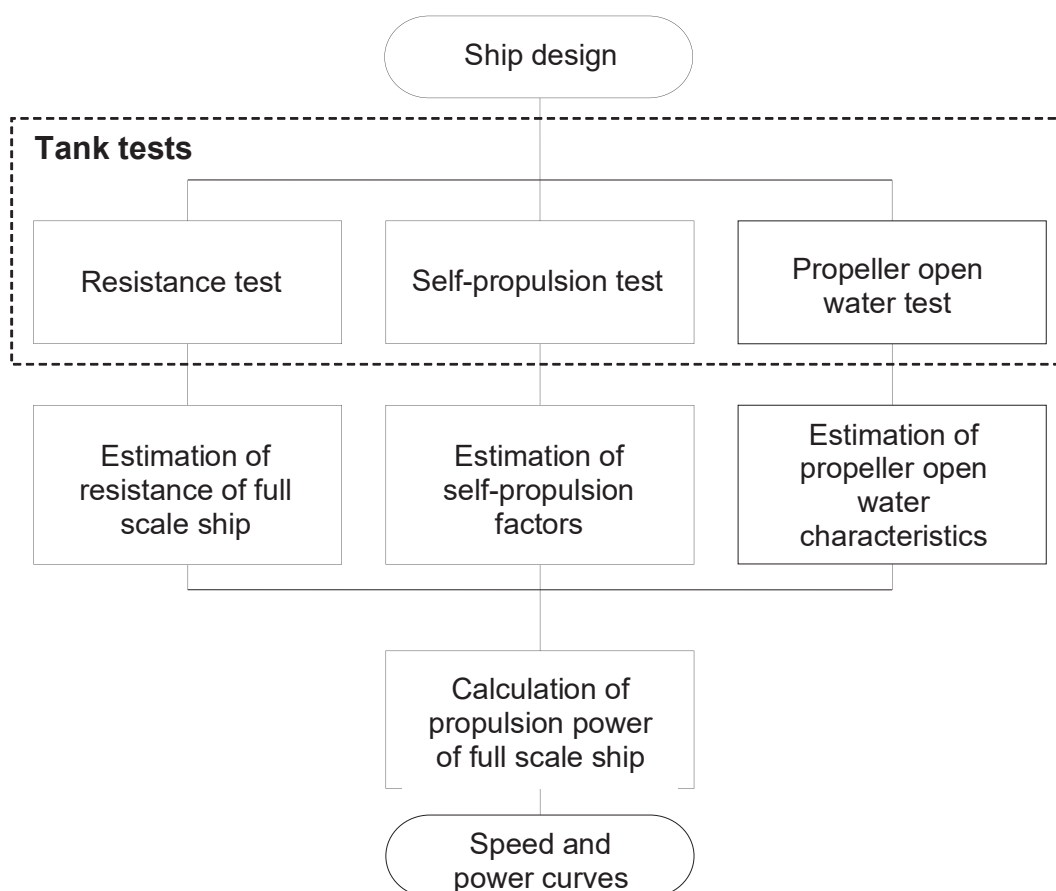 Ship design
Tank tests
Resistance test
Self-propulsion test
Propeller open
water test
Estimation of
resistance of full
scale ship
Estimation of
self-propulsion
factors
Estimation of
propeller open
water
characteristics
Calculation of
propulsion power
of full scale ship
Speed and
power curves